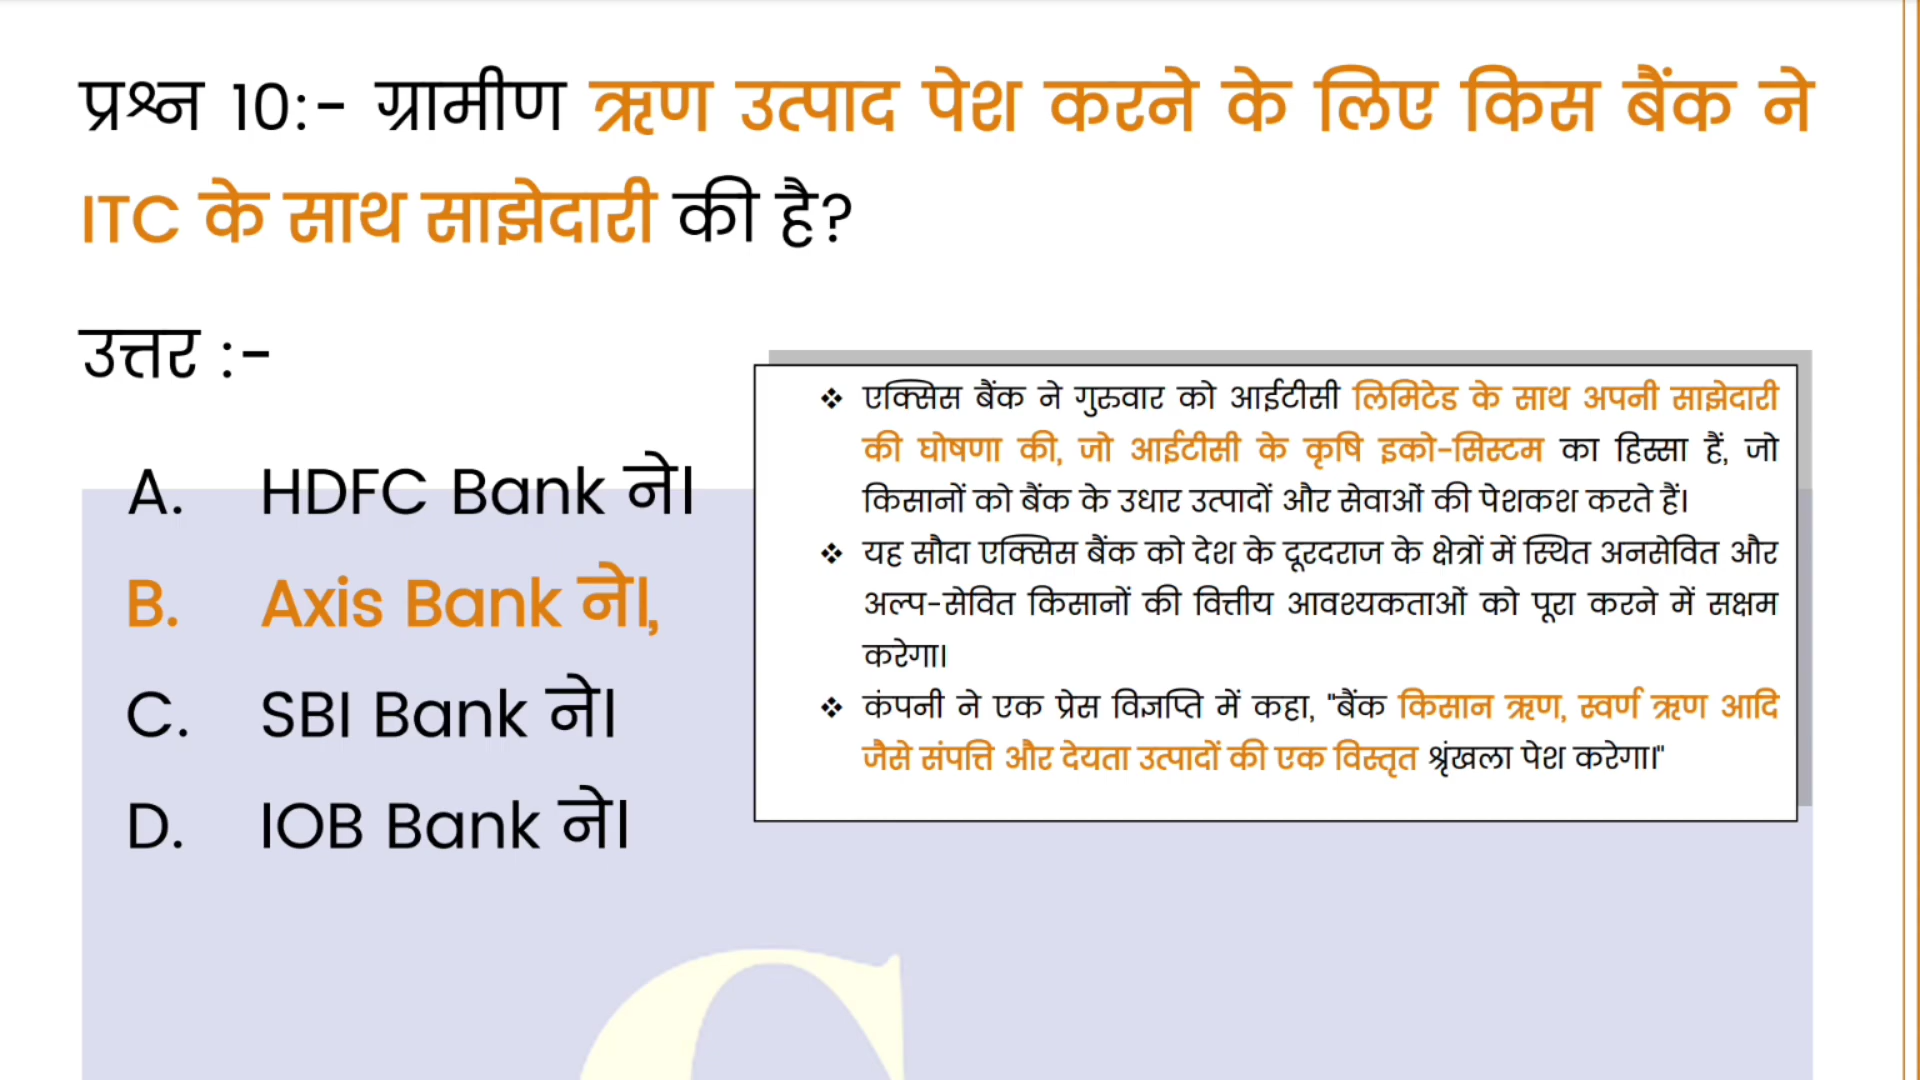 प्रश्न 10:- ग्रामीण ऋण उत्पाद पेश करने के लिए किस बैंक ने
ITC के साथ साझेदारी की है?
उत्तर :-
A. HDFC Bank ने।
B. Axis Bank ने।,
C. SBI Bank ने।
D. IOB Bank ने।
❖ एक्सिस बैंक ने गुरुवार को आईटीसी लिमिटेड के साथ अपनी साझेदारी
की घोषणा की, जो आईटीसी के कृषि इको-सिस्टम का हिस्सा हैं, जो
किसानों को बैंक के उधार उत्पादों और सेवाओं की पेशकश करते हैं।
❖ यह सौदा एक्सिस बैंक को देश के दूरदराज के क्षेत्रों में स्थित अनसेवित और
अल्प-सेवित किसानों की वित्तीय आवश्यकताओं को पूरा करने में सक्षम
करेगा।
❖ कंपनी ने एक प्रेस विज्ञप्ति में कहा, "बैंक किसान ऋण, स्वर्ण ऋण आदि
जैसे संपत्ति और देयता उत्पादों की एक विस्तृत श्रृंखला पेश करेगा।"